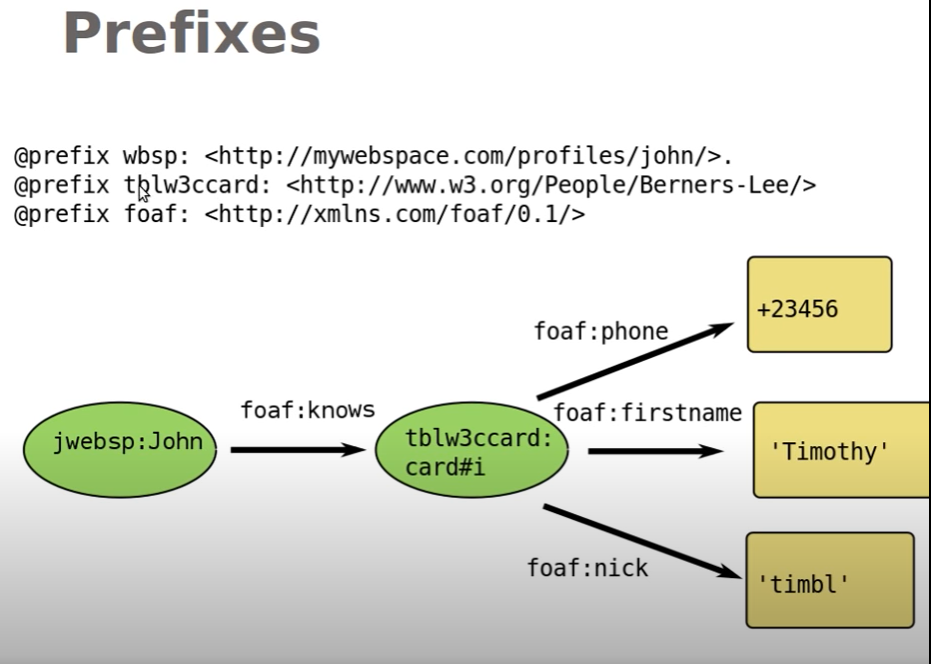 Prefixes
@prefix wbsp: <http://mywebspace.com/profiles/john/>.
@prefix tblw3ccard: <http://www.w3.org/People/Berners-Lee/>
@prefix foaf: <http://xmlns.com/foaf/0.1/>
foaf:phone
+23456
jwebsp:John
foaf:knows
tblw3ccard:
card#i
foaf:firstname
'Timothy'
foaf:nick
'timbl'